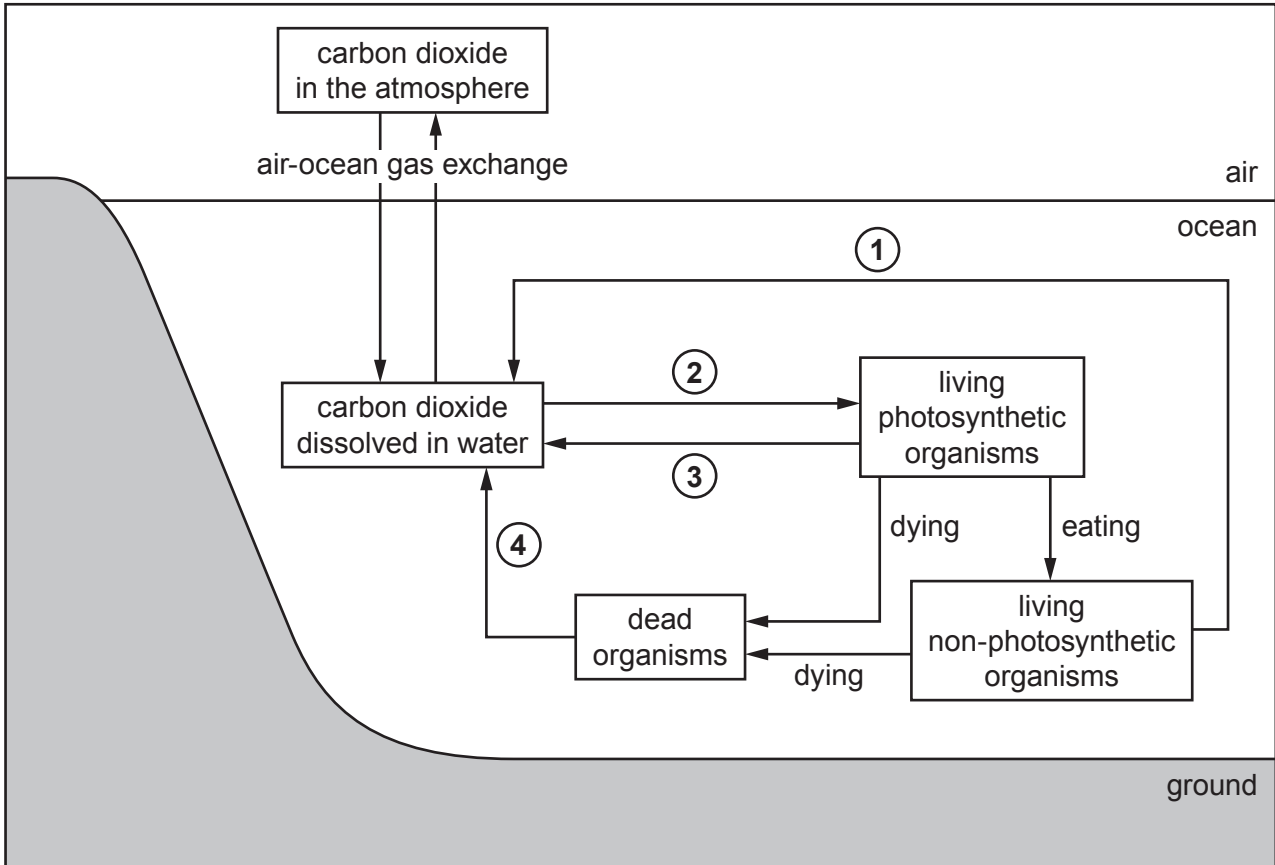 carbon dioxide
in the atmosphere
air-ocean gas exchange
air
ocean
1
2
living
photosynthetic
organisms
carbon dioxide
dissolved in water
3
dying
eating
4
living
non-photosynthetic
organisms
dead
organisms
dying
ground